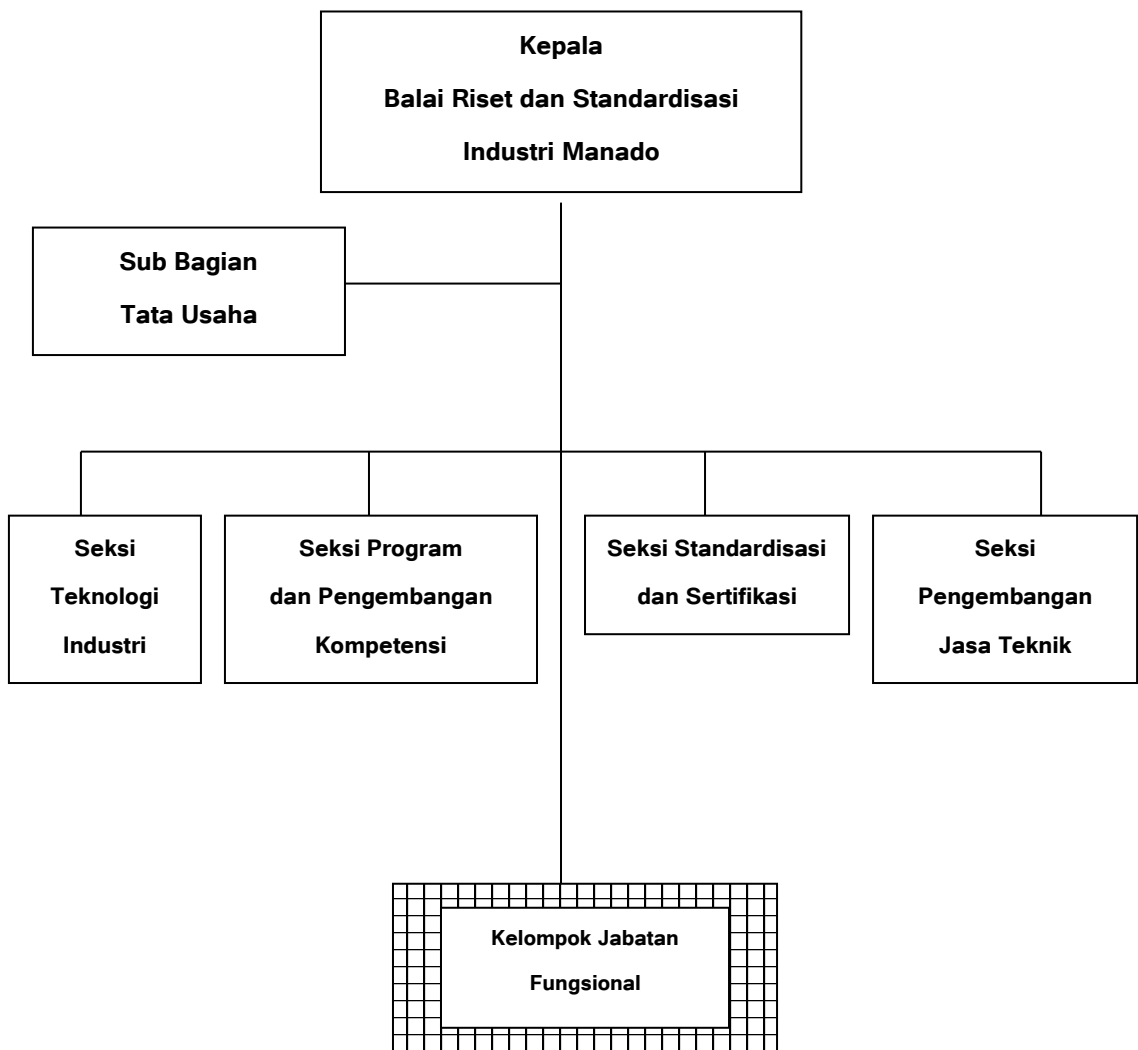 Kepala
Balai Riset dan Standardisasi
Industri Manado
Sub Bagian
Tata Usaha
Seksi
Teknologi
Industri
Seksi Program
dan Pengembangan
Kompetensi
Seksi Standardisasi
dan Sertifikasi
Seksi
Pengembangan
Jasa Teknik
Kelompok Jabatan
Fungsional